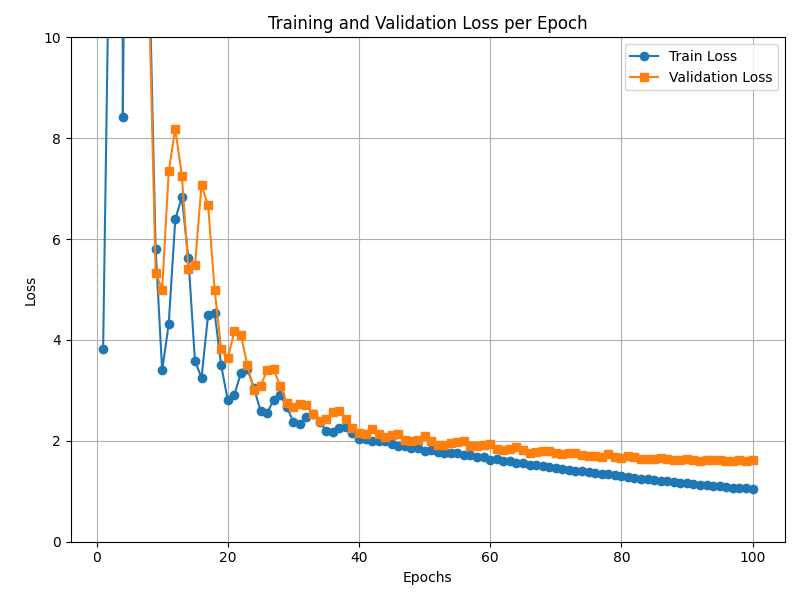 Training and Validation Loss per Epoch
Train Loss
Validation Loss
Loss
10
8
6
4
2
0
0 20 40 60 80 100
Epochs